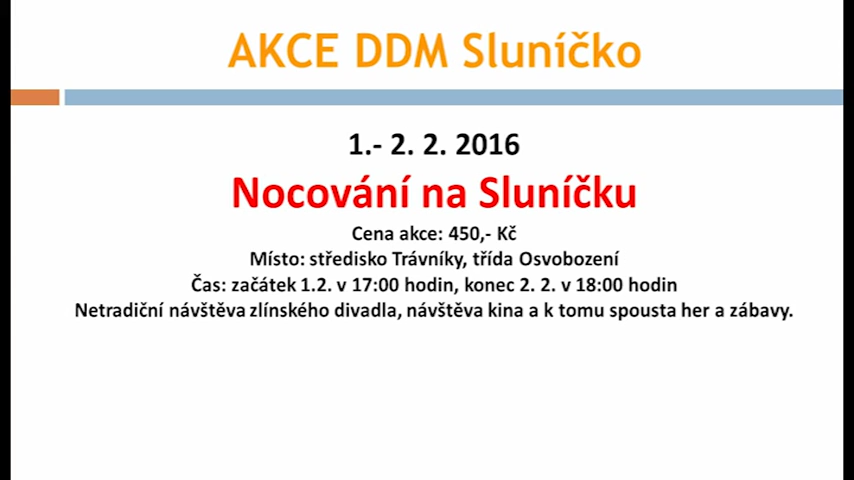 AKCE DDM Sluníčko
1.- 2. 2. 2016
Nocování na Sluníčku
Cena akce: 450,- Kč
Místo: středisko Trávníky, třída Osvobození
Čas: začátek 1.2. v 17:00 hodin, konec 2. 2. v 18:00 hodin
Netradiční návštěva zlínského divadla, návštěva kina a k tomu spousta her a zábavy.